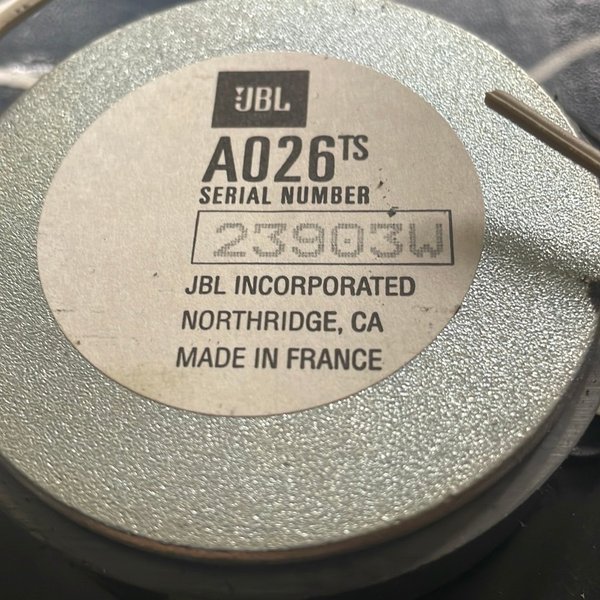 JBL
A026TS
SERIAL NUMBER
23903W
JBL INCORPORATED
NORTHRIDGE, CA
MADE IN FRANCE